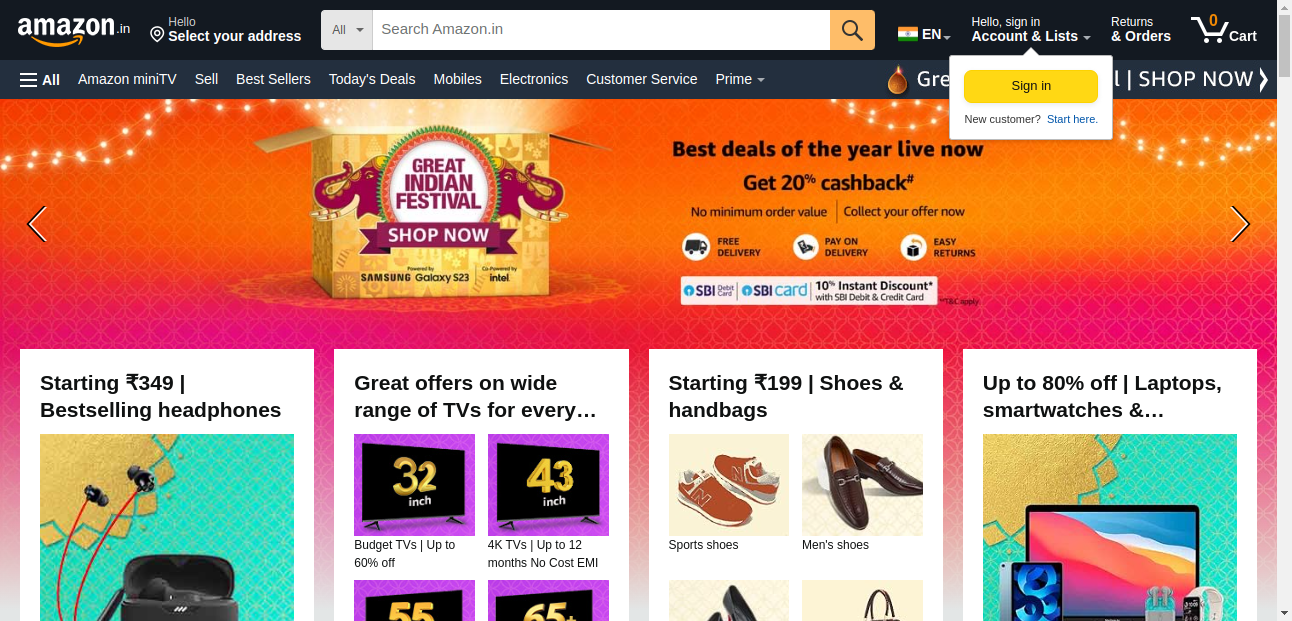 amazon.in
Hello
Select your address
All
Search Amazon.in
EN
Hello, sign in
Account & Lists
Returns
& Orders
0
Cart
All
Amazon miniTV
Sell
Best Sellers
Today's Deals
Mobiles
Electronics
Customer Service
Prime
| SHOP NOW
Sign in
New customer? Start here.
GREAT
INDIAN
FESTIVAL
SHOP NOW
Powered by
SAMSUNG Galaxy S23
Co-Powered by
intel
Best deals of the year live now
Get 20% cashback#
No minimum order value | Collect your offer now
FREE
DELIVERY
PAY ON
DELIVERY
EASY
RETURNS
SBI Debit Card
SBI card
10% Instant Discount*
with SBI Debit & Credit Card
*T&C apply
Starting ₹349 |
Bestselling headphones
Great offers on wide
range of TVs for every…
32
inch
43
inch
Budget TVs | Up to
60% off
4K TVs | Up to 12
months No Cost EMI
55
65+
Starting ₹199 | Shoes &
handbags
Sports shoes
Men's shoes
Up to 80% off | Laptops,
smartwatches &…